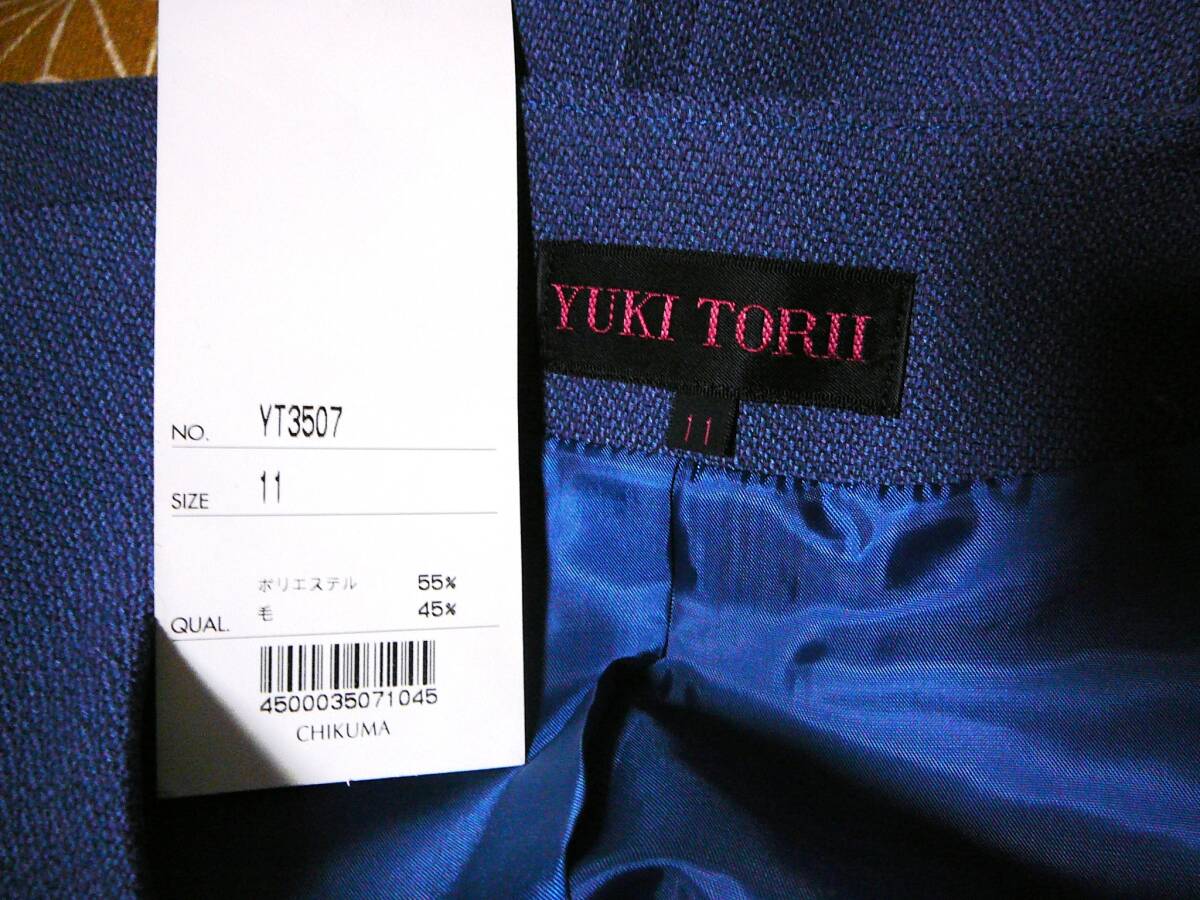 NO. YT3507
SIZE 11
ポリエステル 55%
QUAL. 毛 45%
4500035071045
CHIKUMA
YUKI TORII
11